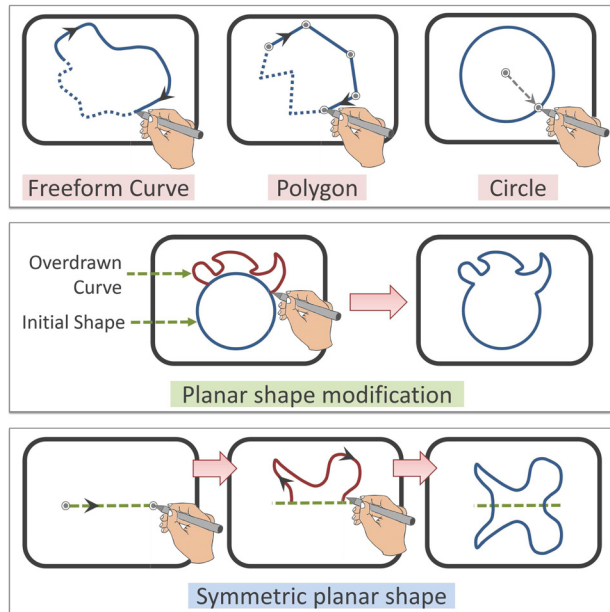 Freeform Curve
Polygon
Circle
Overdrawn
Curve
Initial Shape
Planar shape modification
Symmetric planar shape